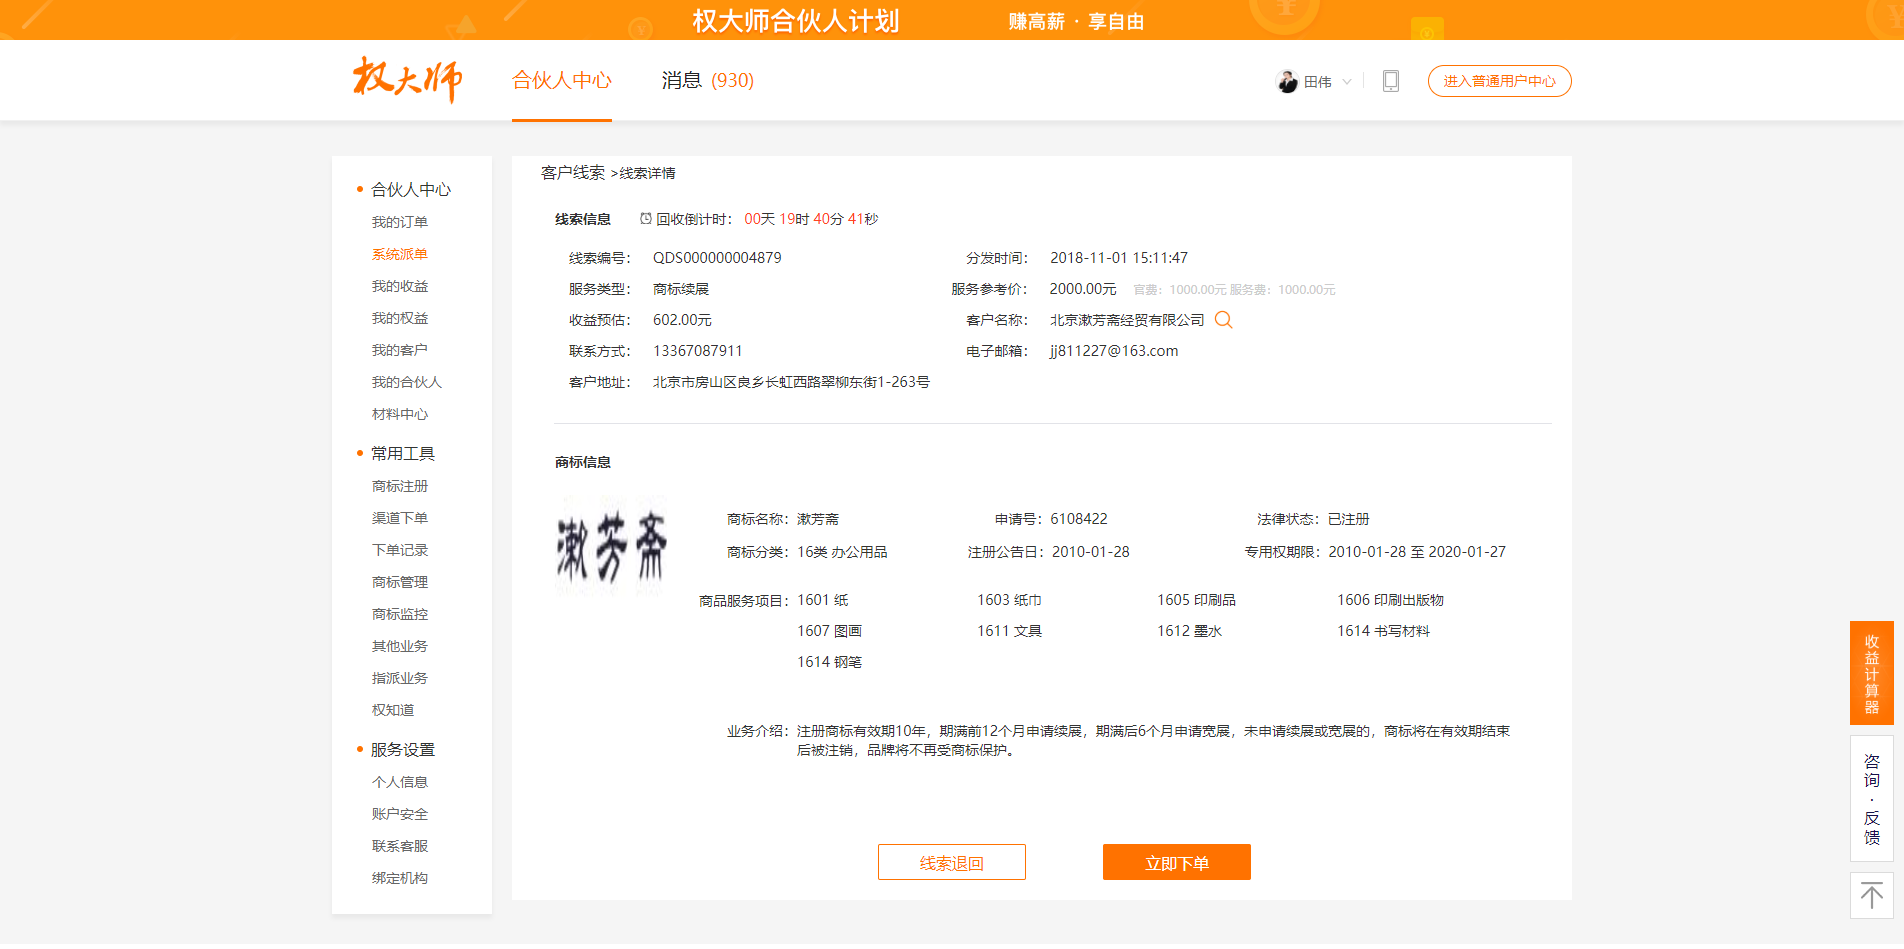 权大师合伙人计划 赚高薪 · 享自由
权大师 合伙人中心 消息 (930) 田伟 进入普通用户中心
合伙人中心
我的订单
系统派单
我的收益
我的权益
我的客户
我的合伙人
材料中心
常用工具
商标注册
渠道下单
下单记录
商标管理
商标监控
其他业务
指派业务
权知道
服务设置
个人信息
账户安全
联系客服
绑定机构
客户线索 >线索详情
线索信息 回收倒计时： 00天 19时 40分 41秒
线索编号： QDS000000004879 分发时间： 2018-11-01 15:11:47
服务类型： 商标续展 服务参考价： 2000.00元 官费：1000.00元 服务费：1000.00元
收益预估： 602.00元 客户名称： 北京漱芳斋经贸有限公司
联系方式： 13367087911 电子邮箱： jj811227@163.com
客户地址： 北京市房山区良乡长虹西路翠柳东街1-263号
商标信息
漱芳斋
商标名称： 漱芳斋 申请号： 6108422 法律状态： 已注册
商标分类： 16类 办公用品 注册公告日： 2010-01-28 专用权期限： 2010-01-28 至 2020-01-27
商品服务项目： 1601 纸 1603 纸巾 1605 印刷品 1606 印刷出版物
1607 图画 1611 文具 1612 墨水 1614 书写材料
1614 钢笔
业务介绍： 注册商标有效期10年，期满前12个月申请续展，期满后6个月申请宽展，未申请续展或宽展的，商标将在有效期结束
后被注销，品牌将不再受商标保护。
线索退回 立即下单
收益计算器
咨询·反馈